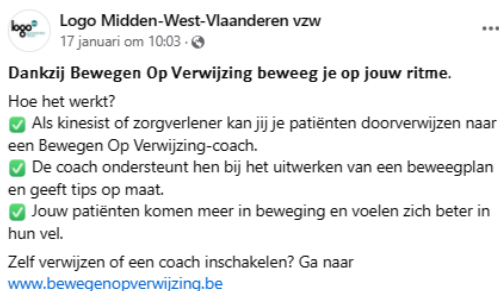 logo
Logo Midden-West-Vlaanderen vzw
17 januari om 10:03 ·
Dankzij Bewegen Op Verwijzing beweeg je op jouw ritme.
Hoe het werkt?
✅ Als kinesist of zorgverlener kan jij je patiënten doorverwijzen naar
een Bewegen Op Verwijzing-coach.
✅ De coach ondersteunt hen bij het uitwerken van een beweegplan
en geeft tips op maat.
✅ Jouw patiënten komen meer in beweging en voelen zich beter in
hun vel.
Zelf verwijzen of een coach inschakelen? Ga naar
www.bewegenopverwijzing.be